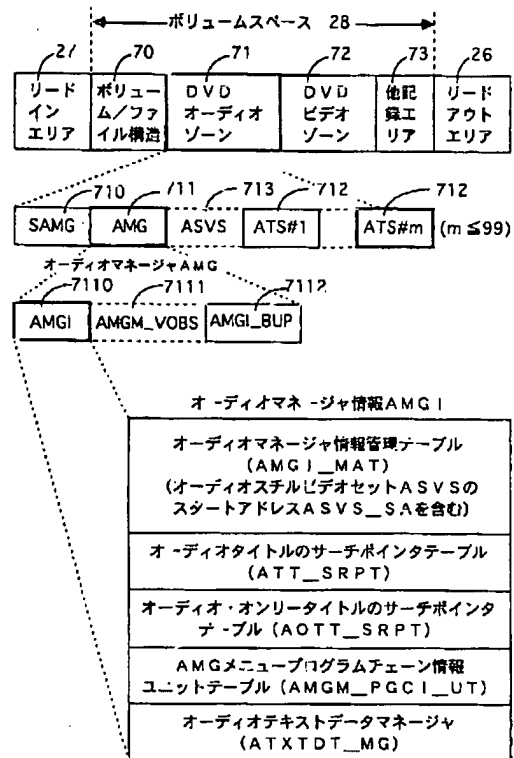 ボリュームスペース 28
27 70 71 72 73 26
リード
イン
エリア
ボリュー
ム/ファ
イル構造
DVD
オーディオ
ゾーン
DVD
ビデオ
ゾーン
他記
録エ
リア
リード
アウト
エリア
710 711 713 712 712
SAMG AMG ASVS ATS#1 ATS#m (m≦99)
オーディオマネージャAMG
7110 7111 7112
AMGI AMGM_VOBS AMGI_BUP
オーディオマネージャ情報AMGI
オーディオマネージャ情報管理テーブル
(AMGI_MAT)
(オーディオスチルビデオセットASVSの
スタートアドレスASVS_SAを含む)
オーディオタイトルのサーチポインタテーブル
(ATT_SRPT)
オーディオ・オンリータイトルのサーチポインタ
テーブル(AOTT_SRPT)
AMGメニュープログラムチェーン情報
ユニットテーブル(AMGM_PGCI_UT)
オーディオテキストデータマネージャ
(ATXTDT_MG)